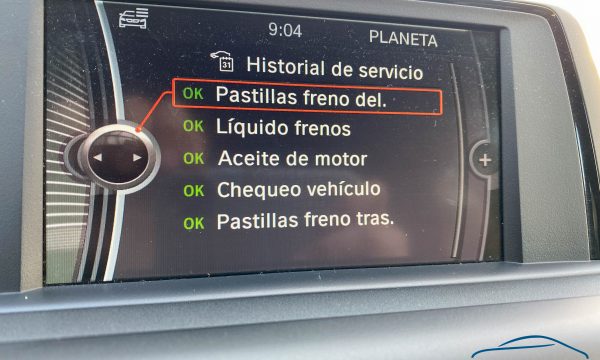 9:04
PLANETA
31
Historial de servicio
OK Pastillas freno del.
OK Líquido frenos
OK Aceite de motor
OK Chequeo vehículo
OK Pastillas freno tras.